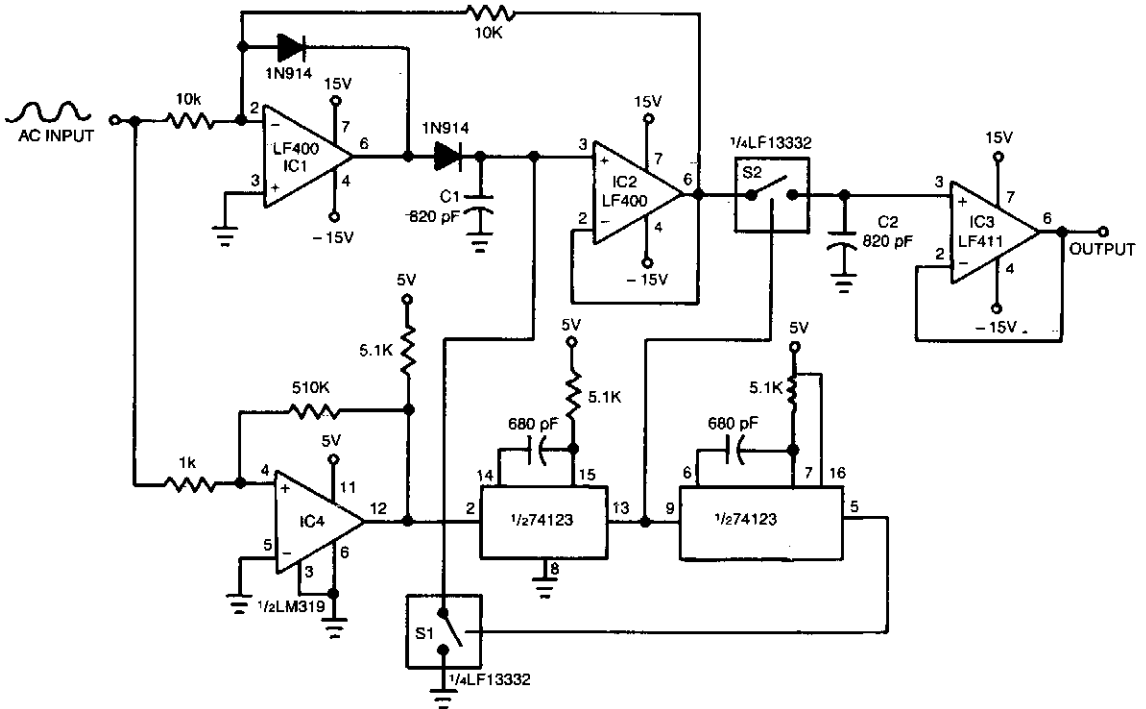 10K
1N914
15V
10k
2
−
7
6
1N914
AC INPUT
LF400
IC1
3
+
4
-15V
C1
-820 pF
15V
3
+
7
IC2
LF400
6
2
−
4
-15V
1/4LF13332
S2
C2
820 pF
15V
3
+
7
IC3
LF411
6
2
−
4
OUTPUT
-15V
5V
5.1K
510K
5V
1k
4
+
11
IC4
12
5
−
6
3
1/2LM319
5V
5.1K
680 pF
14
15
2
1/274123
13
8
5V
5.1K
680 pF
6
7
16
9
1/274123
5
S1
1/4LF13332